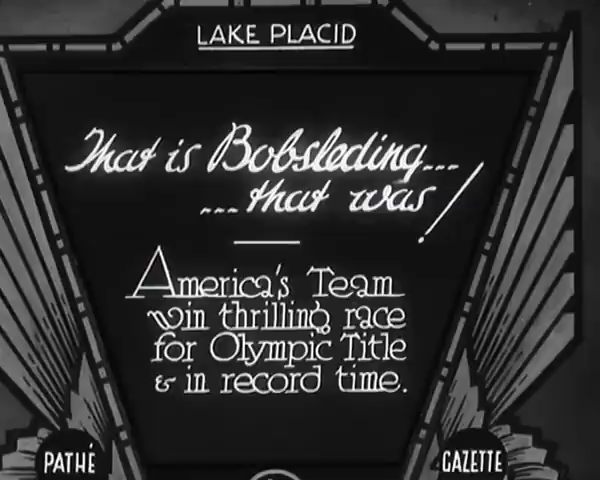 LAKE PLACID
That is Bobsleding...
...that was!
America's Team
win thrilling race
for Olympic Title
& in record time.
PATHÉ
GAZETTE